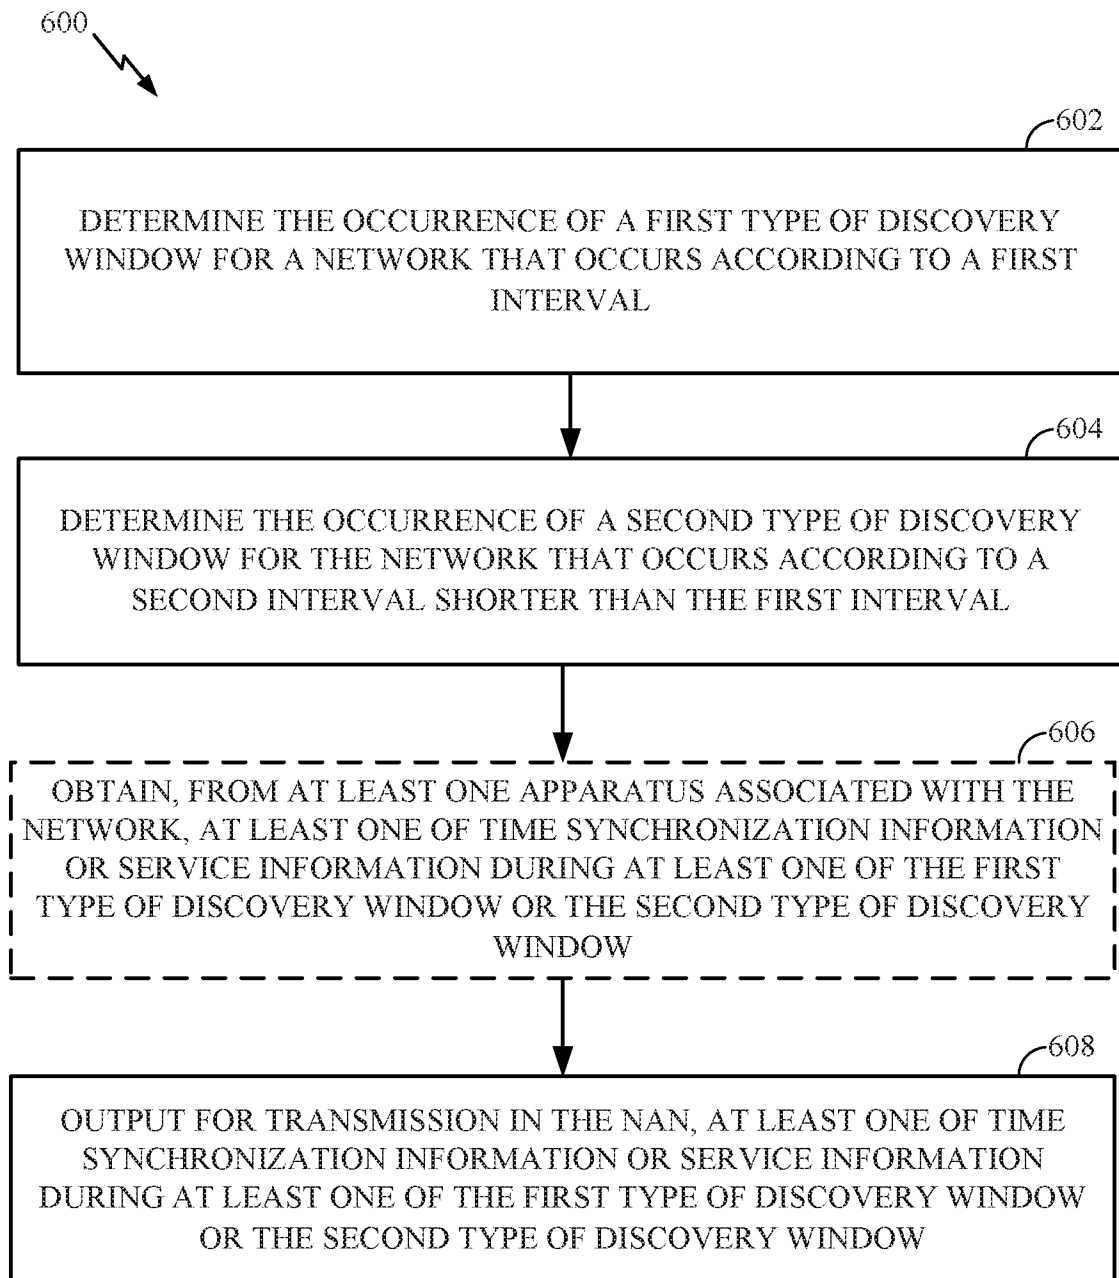 600
602
DETERMINE THE OCCURRENCE OF A FIRST TYPE OF DISCOVERY
WINDOW FOR A NETWORK THAT OCCURS ACCORDING TO A FIRST
INTERVAL
604
DETERMINE THE OCCURRENCE OF A SECOND TYPE OF DISCOVERY
WINDOW FOR THE NETWORK THAT OCCURS ACCORDING TO A
SECOND INTERVAL SHORTER THAN THE FIRST INTERVAL
606
OBTAIN, FROM AT LEAST ONE APPARATUS ASSOCIATED WITH THE
NETWORK, AT LEAST ONE OF TIME SYNCHRONIZATION INFORMATION
OR SERVICE INFORMATION DURING AT LEAST ONE OF THE FIRST
TYPE OF DISCOVERY WINDOW OR THE SECOND TYPE OF DISCOVERY
WINDOW
608
OUTPUT FOR TRANSMISSION IN THE NAN, AT LEAST ONE OF TIME
SYNCHRONIZATION INFORMATION OR SERVICE INFORMATION
DURING AT LEAST ONE OF THE FIRST TYPE OF DISCOVERY WINDOW
OR THE SECOND TYPE OF DISCOVERY WINDOW